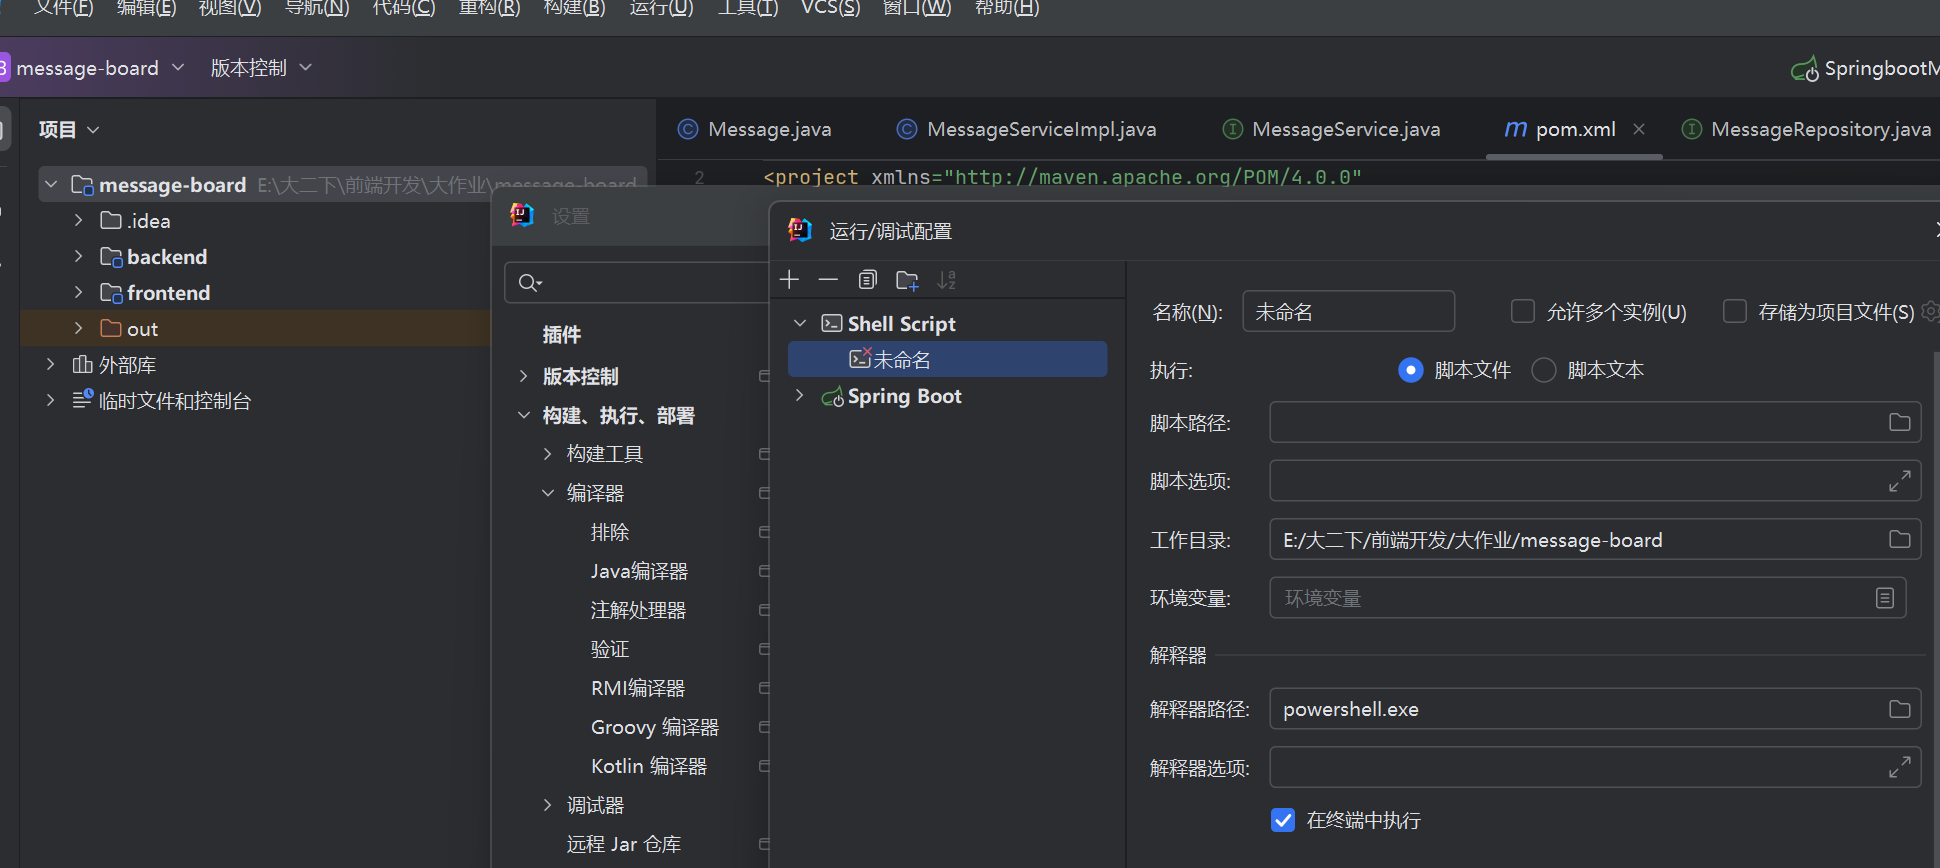 文件(F) 编辑(E) 视图(V) 导航(N) 代码(C) 重构(R) 构建(B) 运行(U) 工具(T) VCS(S) 窗口(W) 帮助(H)
message-board 版本控制
项目
Message.java MessageServiceImpl.java MessageService.java pom.xml MessageRepository.java
message-board E:\大二下\前端开发\大作业\message-board
2 <project xmlns="http://maven.apache.org/POM/4.0.0"
.idea
backend
frontend
out
外部库
临时文件和控制台
设置
插件
版本控制
构建、执行、部署
构建工具
编译器
排除
Java编译器
注解处理器
验证
RMI编译器
Groovy 编译器
Kotlin 编译器
调试器
远程 Jar 仓库
运行/调试配置
Shell Script
未命名
Spring Boot
名称(N): 未命名 允许多个实例(U) 存储为项目文件(S)
执行: 脚本文件 脚本文本
脚本路径:
脚本选项:
工作目录: E:/大二下/前端开发/大作业/message-board
环境变量: 环境变量
解释器
解释器路径: powershell.exe
解释器选项:
在终端中执行